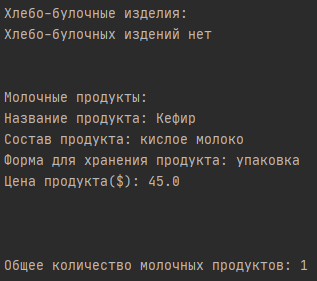 Хлебо-булочные изделия:
Хлебо-булочных издений нет
Молочные продукты:
Название продукта: Кефир
Состав продукта: кислое молоко
Форма для хранения продукта: упаковка
Цена продукта($): 45.0
Общее количество молочных продуктов: 1